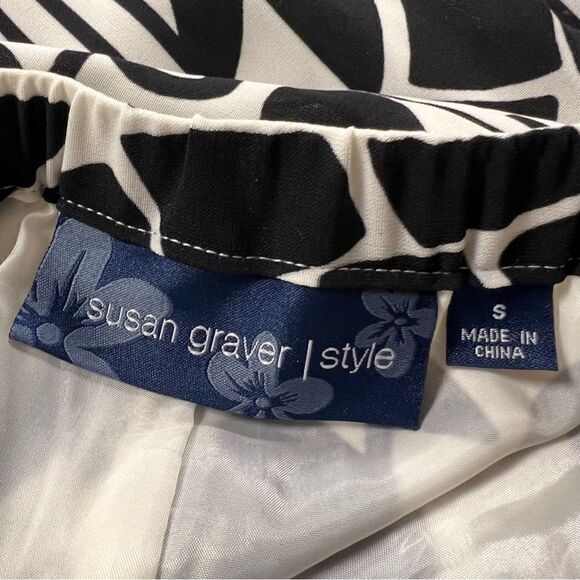 susan graver | style
S
MADE IN
CHINA